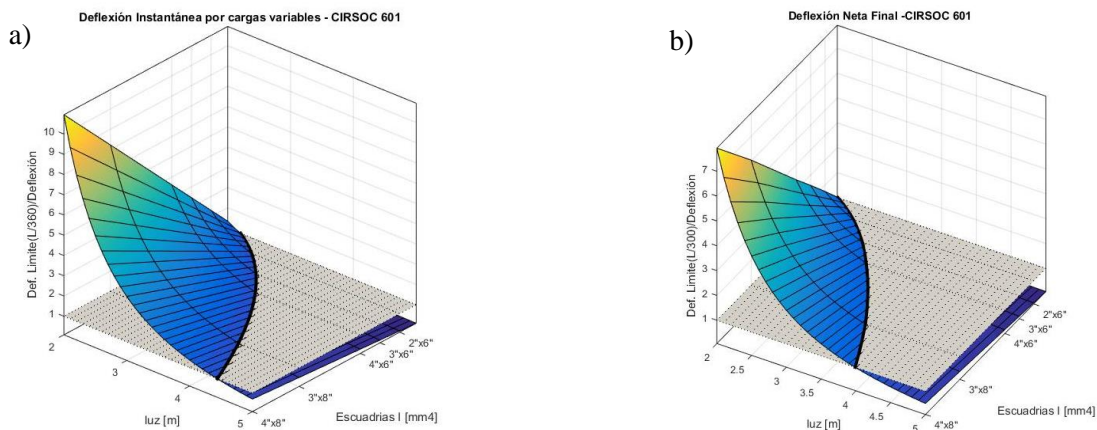 a)
Deflexión Instantánea por cargas variables - CIRSOC 601
Def. Limite(L/360)/Deflexión
10
9
8
7
6
5
4
3
2
1
2
3
4
5
luz [m]
4"x8"
3"x8"
4"x6"
3"x6"
2"x6"
Escuadrias I [mm4]
b)
Deflexión Neta Final -CIRSOC 601
Def. Limite(L/300)/Deflexión
7
6
5
4
3
2
1
2
2.5
3
3.5
4
4.5
5
luz [m]
4"x8"
3"x8"
4"x6"
3"x6"
2"x6"
Escuadrias I [mm4]